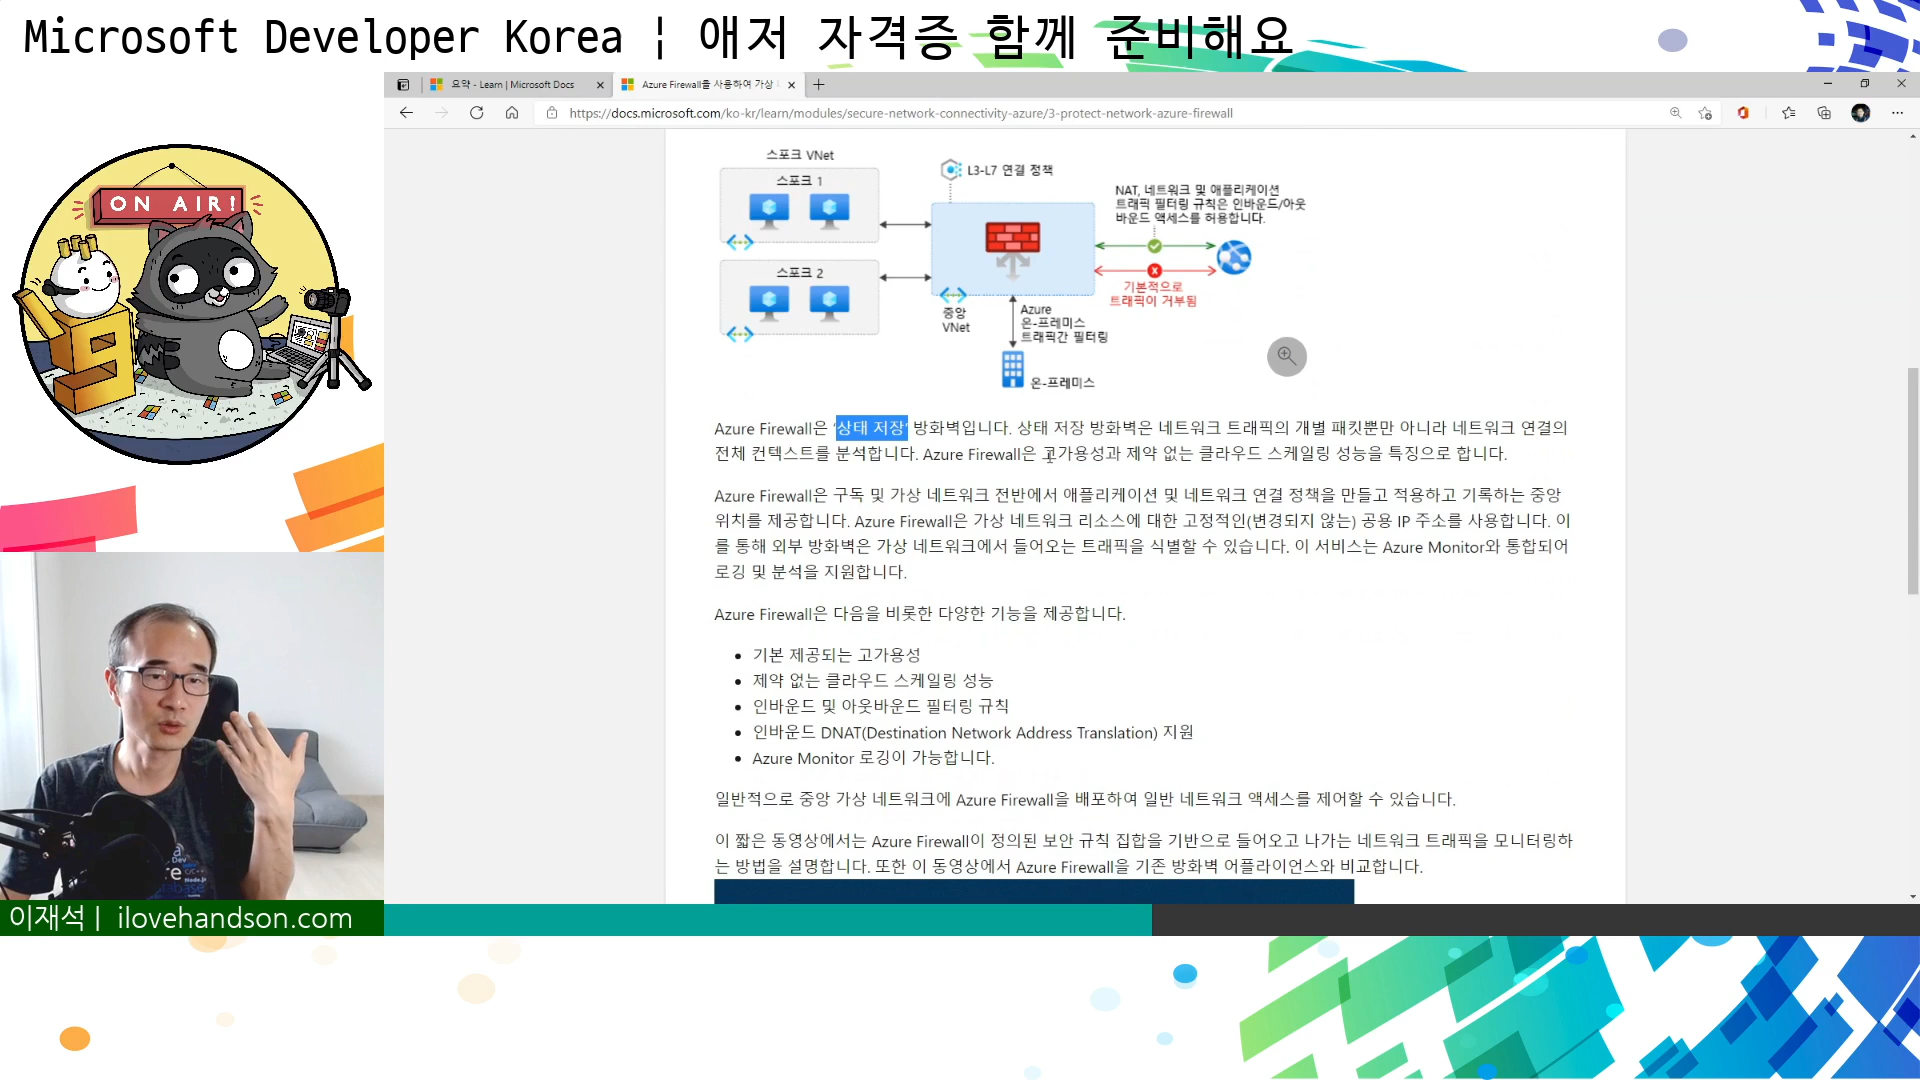 Microsoft Developer Korea | 애저 자격증 함께 준비해요
요약 - Learn | Microsoft Docs
Azure Firewall을 사용하여 가상
https://docs.microsoft.com/ko-kr/learn/modules/secure-network-connectivity-azure/3-protect-network-azure-firewall
ON AIR!
스포크 VNet
스포크 1
스포크 2
L3-L7 연결 정책
NAT, 네트워크 및 애플리케이션
트래픽 필터링 규칙은 인바운드/아웃
바운드 액세스를 허용합니다.
기본적으로
트래픽이 거부됨
중앙
VNet
Azure
온-프레미스
트래픽간 필터링
온-프레미스
Azure Firewall은 '상태 저장' 방화벽입니다. 상태 저장 방화벽은 네트워크 트래픽의 개별 패킷뿐만 아니라 네트워크 연결의
전체 컨텍스트를 분석합니다. Azure Firewall은 고가용성과 제약 없는 클라우드 스케일링 성능을 특징으로 합니다.
Azure Firewall은 구독 및 가상 네트워크 전반에서 애플리케이션 및 네트워크 연결 정책을 만들고 적용하고 기록하는 중앙
위치를 제공합니다. Azure Firewall은 가상 네트워크 리소스에 대한 고정적인(변경되지 않는) 공용 IP 주소를 사용합니다. 이
를 통해 외부 방화벽은 가상 네트워크에서 들어오는 트래픽을 식별할 수 있습니다. 이 서비스는 Azure Monitor와 통합되어
로깅 및 분석을 지원합니다.
Azure Firewall은 다음을 비롯한 다양한 기능을 제공합니다.
• 기본 제공되는 고가용성
• 제약 없는 클라우드 스케일링 성능
• 인바운드 및 아웃바운드 필터링 규칙
• 인바운드 DNAT(Destination Network Address Translation) 지원
• Azure Monitor 로깅이 가능합니다.
일반적으로 중앙 가상 네트워크에 Azure Firewall을 배포하여 일반 네트워크 액세스를 제어할 수 있습니다.
이 짧은 동영상에서는 Azure Firewall이 정의된 보안 규칙 집합을 기반으로 들어오고 나가는 네트워크 트래픽을 모니터링하
는 방법을 설명합니다. 또한 이 동영상에서 Azure Firewall을 기존 방화벽 어플라이언스와 비교합니다.
이재석 | ilovehandson.com